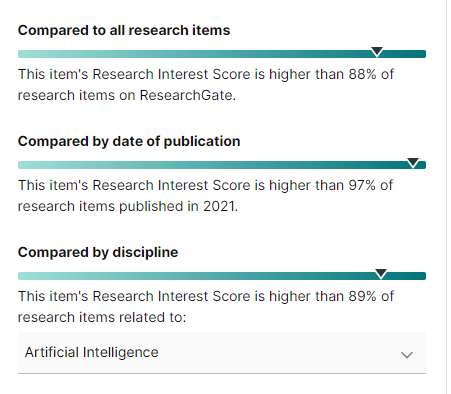 Compared to all research items
This item's Research Interest Score is higher than 88% of
research items on ResearchGate.
Compared by date of publication
This item's Research Interest Score is higher than 97% of
research items published in 2021.
Compared by discipline
This item's Research Interest Score is higher than 89% of
research items related to:
Artificial Intelligence